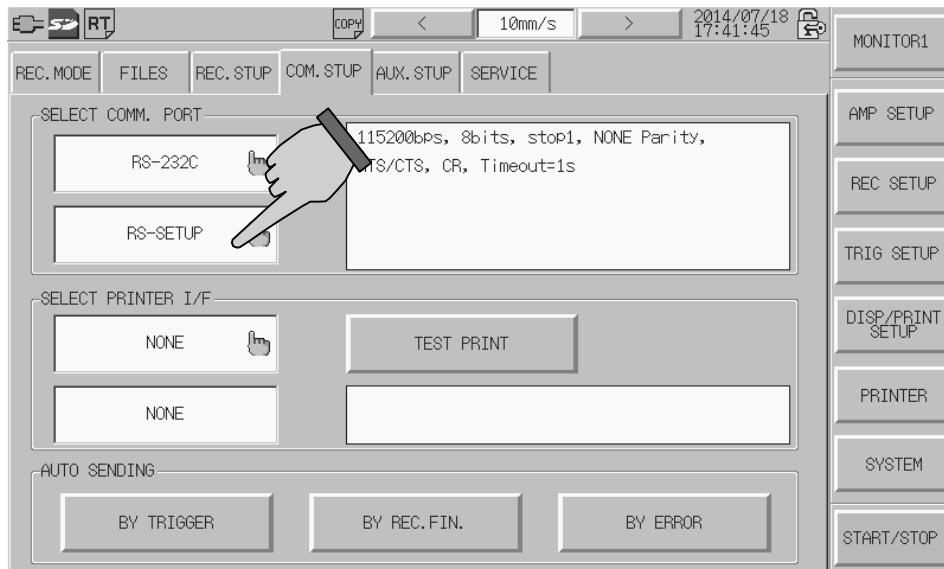 SD RT COPY < 10mm/s > 2014/07/18
17:41:45
MONITOR1
REC.MODE FILES REC.STUP COM.STUP AUX.STUP SERVICE
SELECT COMM. PORT
AMP SETUP
115200bps, 8bits, stop1, NONE Parity,
RS-232C
/CTS, CR, Timeout=1s
REC SETUP
RS-SETUP
TRIG SETUP
SELECT PRINTER I/F
DISP/PRINT
SETUP
NONE
TEST PRINT
PRINTER
NONE
SYSTEM
AUTO SENDING
BY TRIGGER BY REC.FIN. BY ERROR
START/STOP